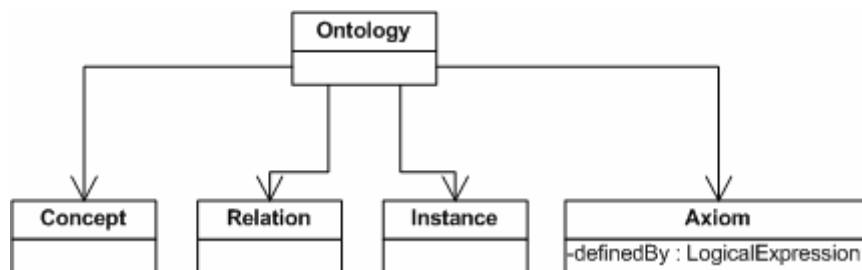 Ontology
Concept
Relation
Instance
Axiom
-definedBy : LogicalExpression